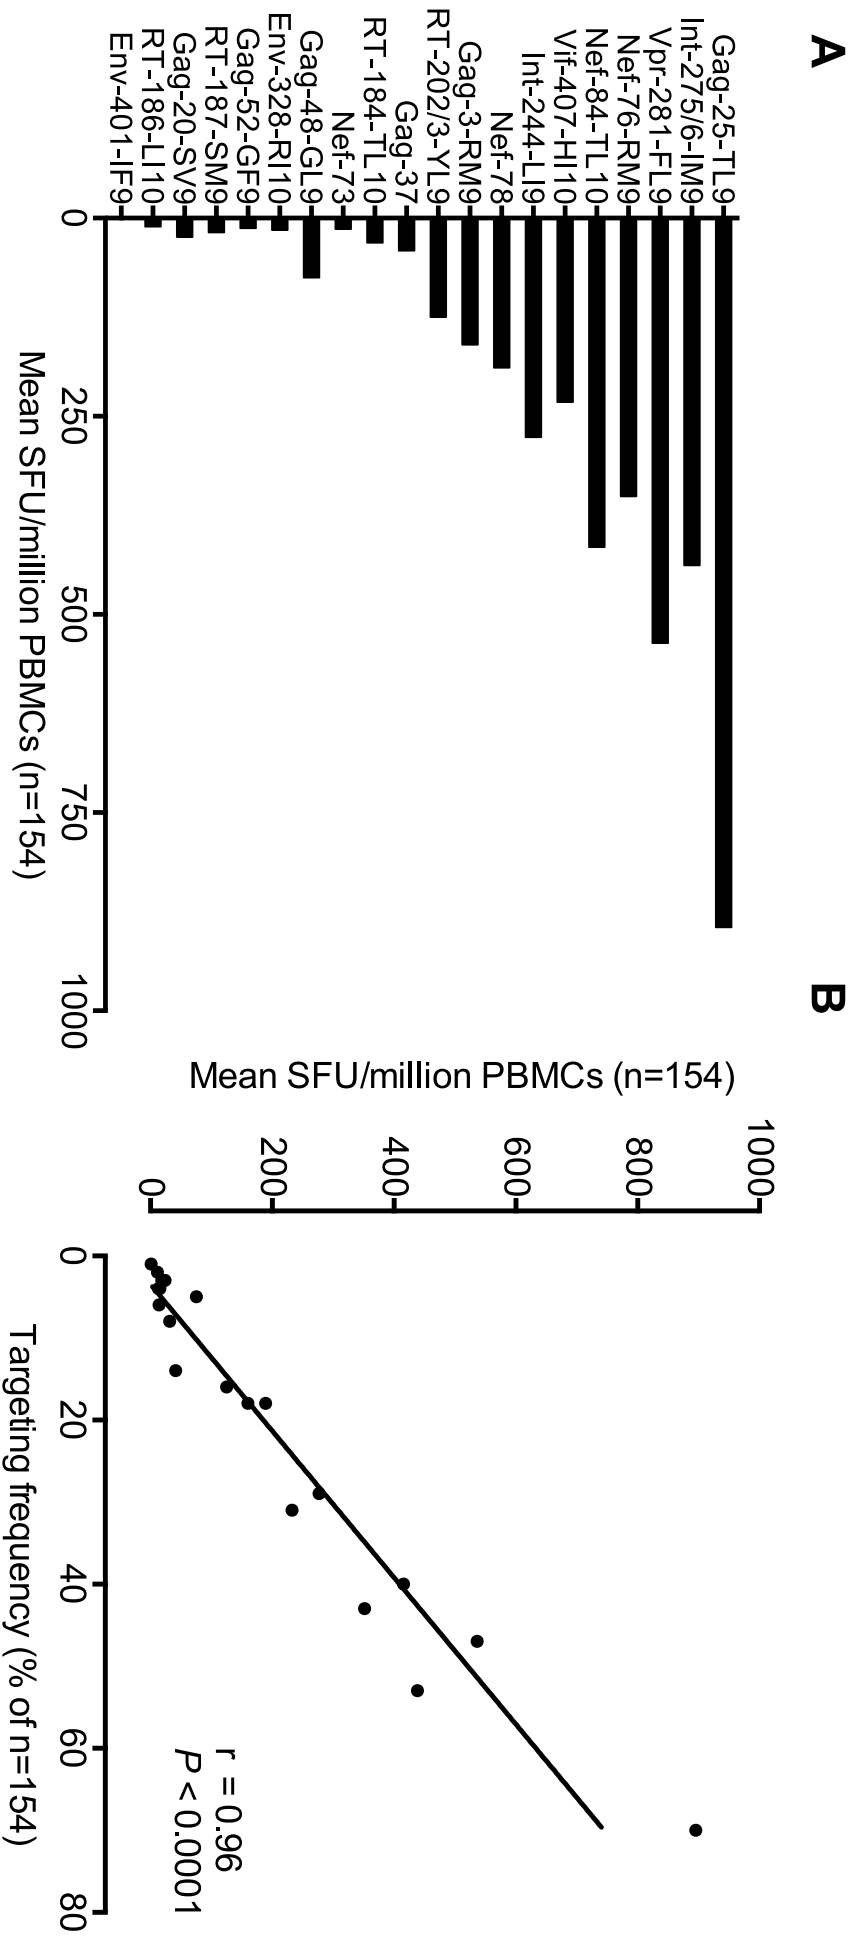 A
Gag-25-TL9
Int-275/6-IM9
Vpr-281-FL9
Nef-76-RM9
Nef-84-TL10
Vif-407-HI10
Int-244-LI9
Nef-78
Gag-3-RM9
RT-202/3-YL9
Gag-37
RT-184-TL10
Nef-73
Gag-48-GL9
Env-328-RI10
Gag-52-GF9
RT-187-SM9
Gag-20-SV9
RT-186-LI10
Env-401-IF9
0
250
500
750
1000
Mean SFU/million PBMCs (n=154)
B
Mean SFU/million PBMCs (n=154)
1000
800
600
400
200
0
0
20
40
60
80
r = 0.96
P < 0.0001
Targeting frequency (% of n=154)